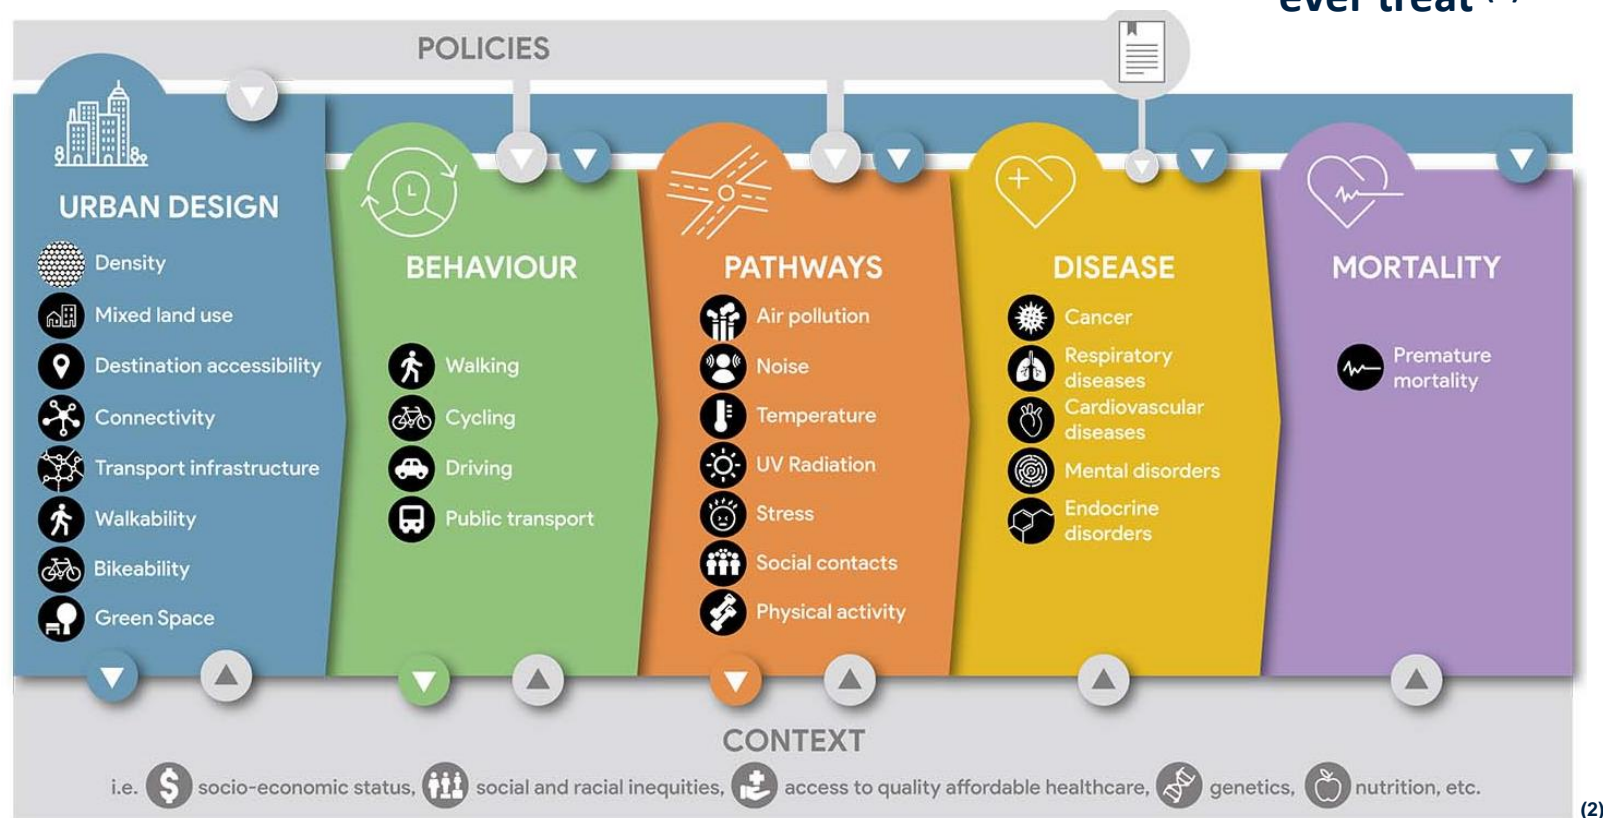 ever treat
POLICIES
URBAN DESIGN
Density
Mixed land use
Destination accessibility
Connectivity
Transport infrastructure
Walkability
Bikeability
Green Space
BEHAVIOUR
Walking
Cycling
Driving
Public transport
PATHWAYS
Air pollution
Noise
Temperature
UV Radiation
Stress
Social contacts
Physical activity
DISEASE
Cancer
Respiratory
diseases
Cardiovascular
diseases
Mental disorders
Endocrine
disorders
MORTALITY
Premature
mortality
CONTEXT
i.e. socio-economic status, social and racial inequities, access to quality affordable healthcare, genetics, nutrition, etc.
(2)